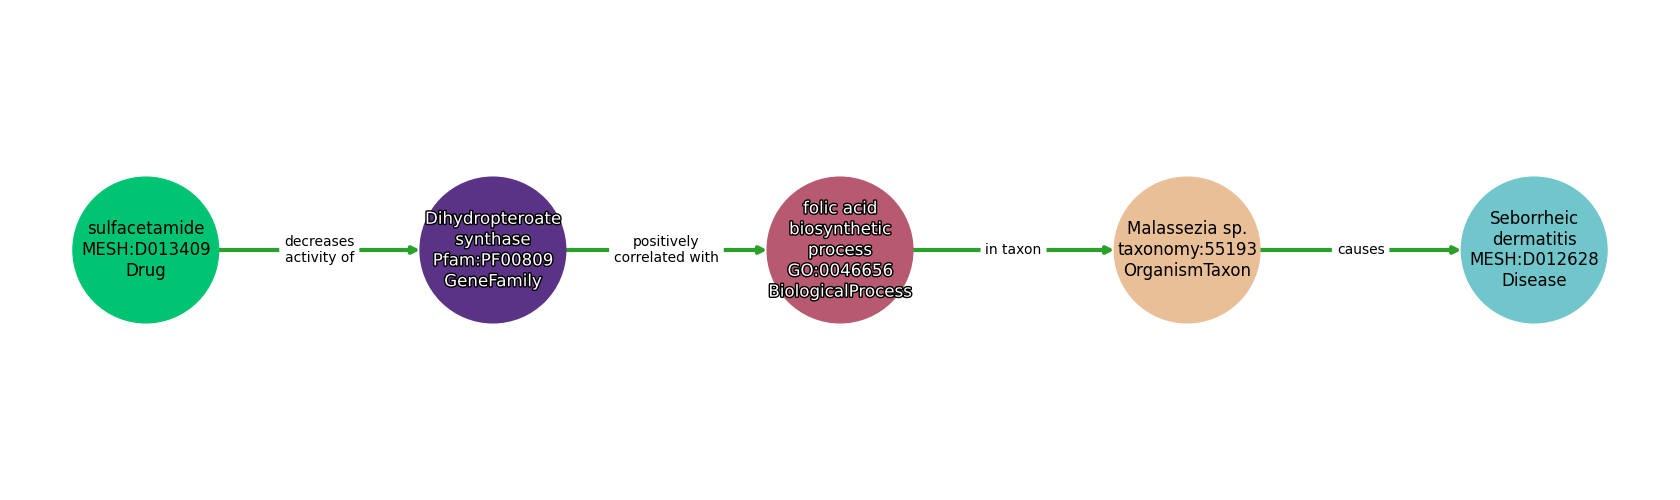 sulfacetamide
MESH:D013409
Drug
decreases
activity of
Dihydropteroate
synthase
Pfam:PF00809
GeneFamily
positively
correlated with
folic acid
biosynthetic
process
GO:0046656
BiologicalProcess
in taxon
Malassezia sp.
taxonomy:55193
OrganismTaxon
causes
Seborrheic
dermatitis
MESH:D012628
Disease